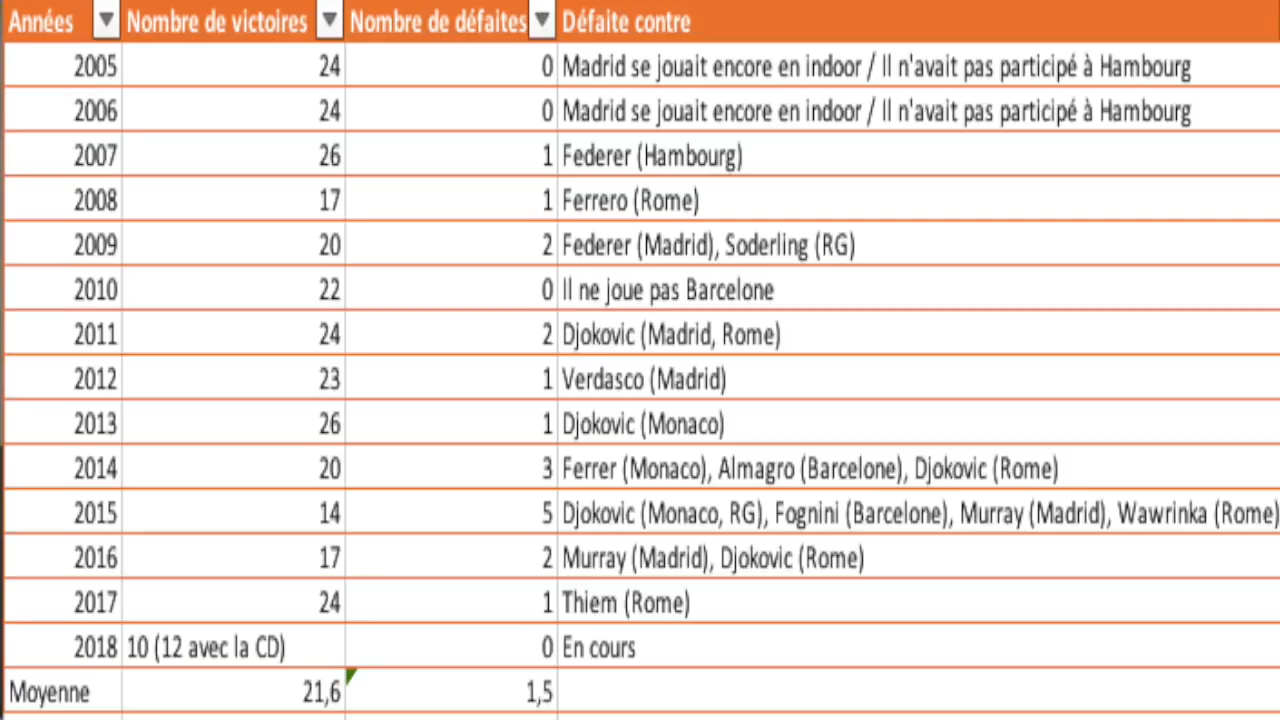 Années Nombre de victoires Nombre de défaites Défaite contre
2005 24 0 Madrid se jouait encore en indoor / Il n'avait pas participé à Hambourg
2006 24 0 Madrid se jouait encore en indoor / Il n'avait pas participé à Hambourg
2007 26 1 Federer (Hambourg)
2008 17 1 Ferrero (Rome)
2009 20 2 Federer (Madrid), Soderling (RG)
2010 22 0 Il ne joue pas Barcelone
2011 24 2 Djokovic (Madrid, Rome)
2012 23 1 Verdasco (Madrid)
2013 26 1 Djokovic (Monaco)
2014 20 3 Ferrer (Monaco), Almagro (Barcelone), Djokovic (Rome)
2015 14 5 Djokovic (Monaco, RG), Fognini (Barcelone), Murray (Madrid), Wawrinka (Rome)
2016 17 2 Murray (Madrid), Djokovic (Rome)
2017 24 1 Thiem (Rome)
2018 10 (12 avec la CD) 0 En cours
Moyenne 21,6 1,5